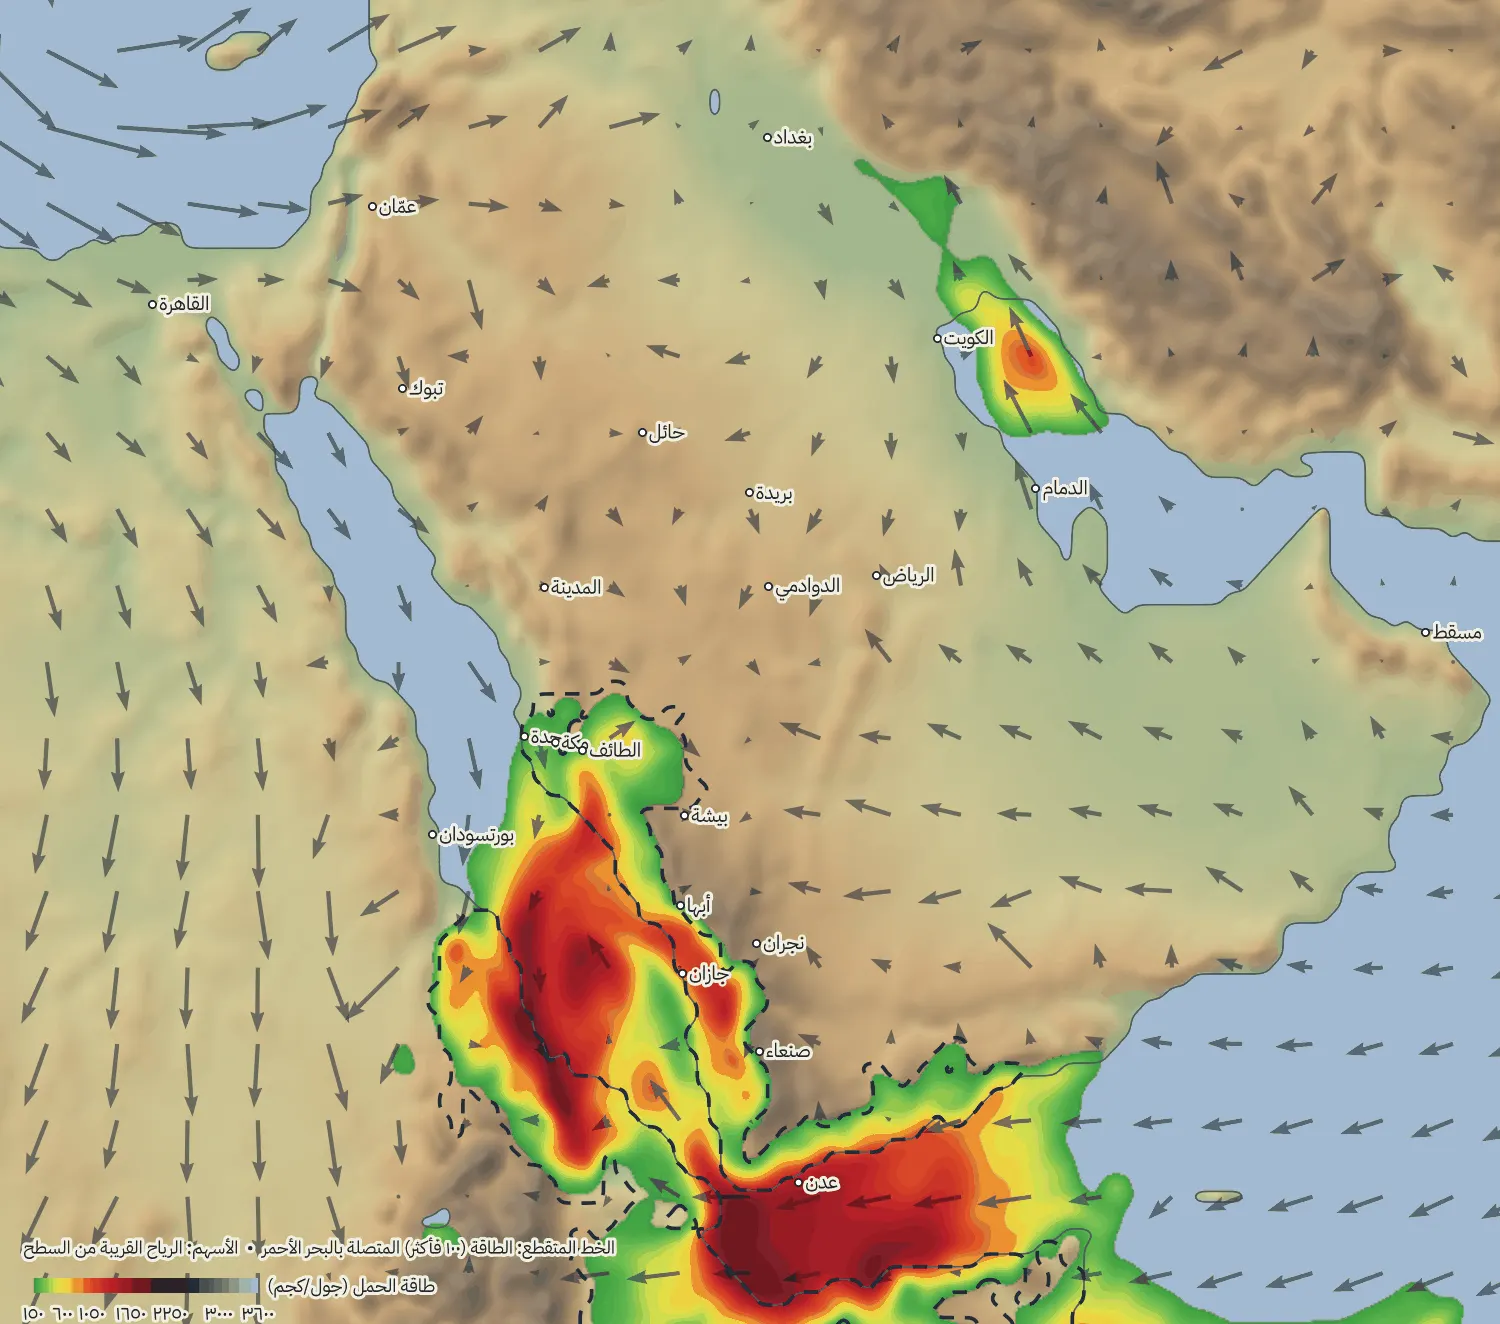 بغداد
عمّان
القاهرة
الكويت
تبوك
حائل
الدمام
بريدة
الرياض
الدوادمي
المدينة
مسقط
جدة
مكة
الطائف
بيشة
بورتسودان
أبها
نجران
جازان
صنعاء
عدن
الخط المتقطع: الطاقة (١٠٠ فأكثر) المتصلة بالبحر الأحمر • الأسهم: الرياح القريبة من السطح
طاقة الحمل (جول/كجم)
١٥٠ ٦٠٠ ١٠٥٠ ١٦٥٠ ٢٢٥٠ ٣٠٠٠ ٣٦٠٠